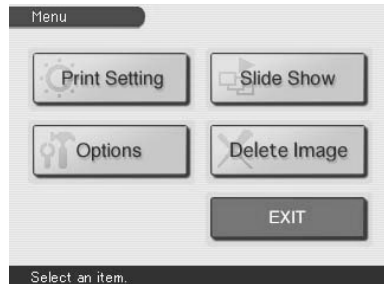 Menu
Print Setting
Slide Show
Options
Delete Image
EXIT
Select an item.